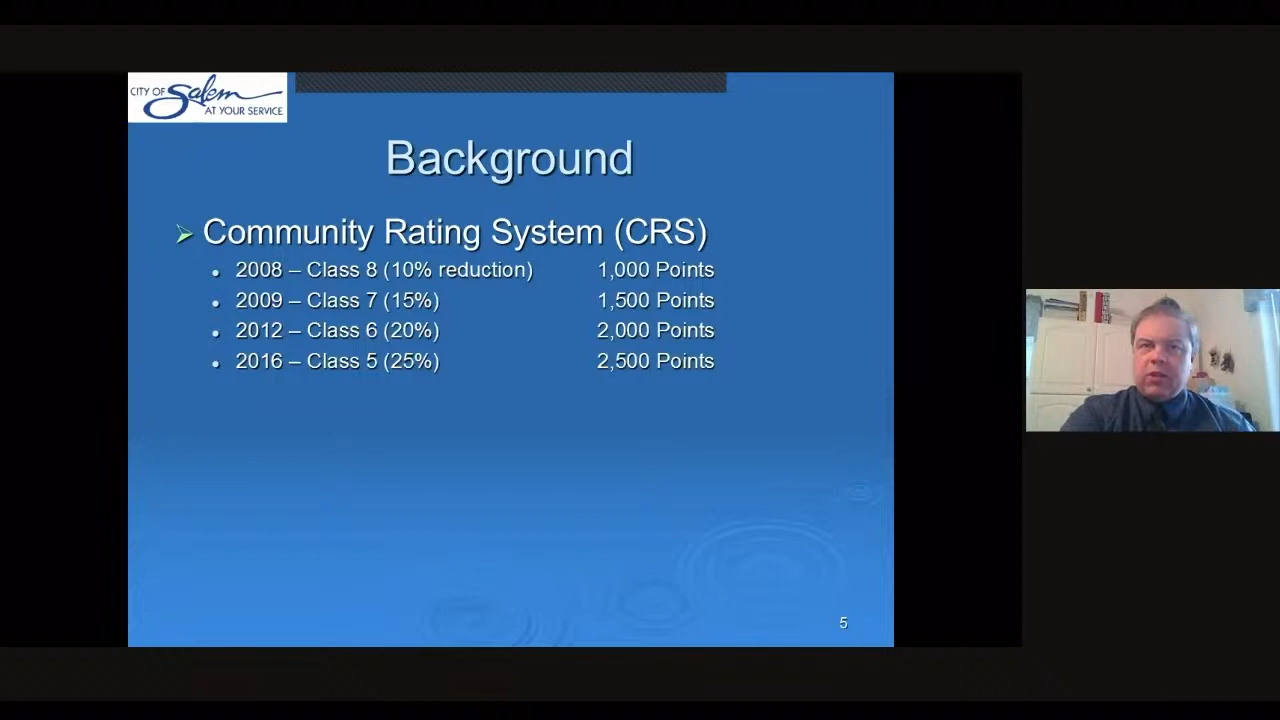 CITY OF Salem
AT YOUR SERVICE
Background
Community Rating System (CRS)
2008 – Class 8 (10% reduction) 1,000 Points
2009 – Class 7 (15%) 1,500 Points
2012 – Class 6 (20%) 2,000 Points
2016 – Class 5 (25%) 2,500 Points
5